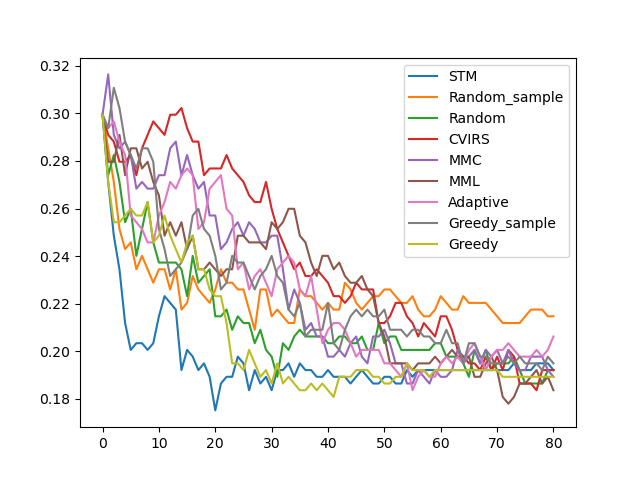 0.32
0.30
0.28
0.26
0.24
0.22
0.20
0.18
0 10 20 30 40 50 60 70 80
STM
Random_sample
Random
CVIRS
MMC
MML
Adaptive
Greedy_sample
Greedy